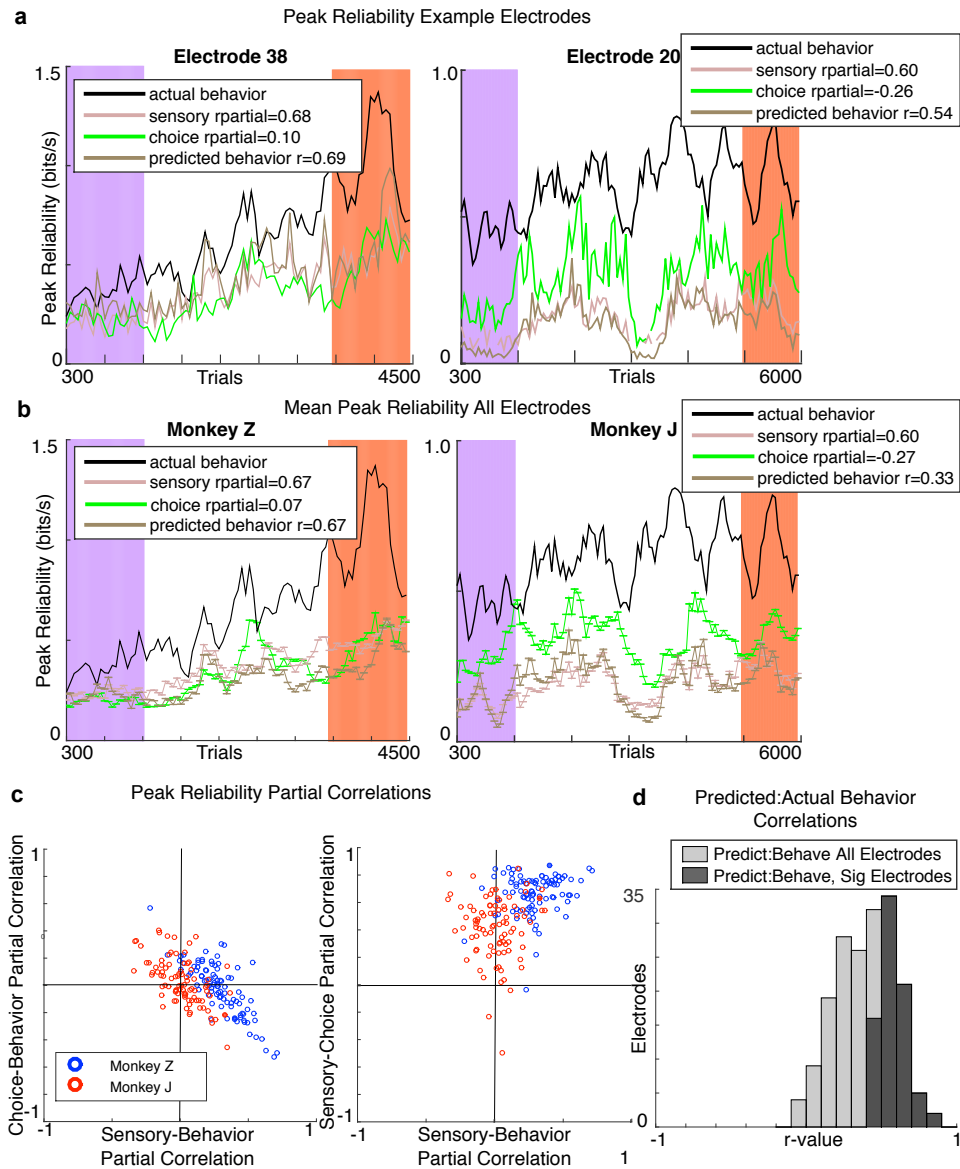 a
Peak Reliability Example Electrodes
Electrode 38
1.5
actual behavior
sensory rpartial=0.68
choice rpartial=0.10
predicted behavior r=0.69
Peak Reliability (bits/s)
0
300
Trials
4500
Electrode 20
1.0
actual behavior
sensory rpartial=0.60
choice rpartial=-0.26
predicted behavior r=0.54
0
300
Trials
6000
b
Mean Peak Reliability All Electrodes
Monkey Z
1.5
actual behavior
sensory rpartial=0.67
choice rpartial=0.07
predicted behavior r=0.67
Peak Reliability (bits/s)
0
300
Trials
4500
Monkey J
1.0
actual behavior
sensory rpartial=0.60
choice rpartial=-0.27
predicted behavior r=0.33
0
300
Trials
6000
c
Peak Reliability Partial Correlations
Choice-Behavior Partial Correlation
1
Monkey Z
Monkey J
-1
-1
Sensory-Behavior
Partial Correlation
1
Sensory-Choice Partial Correlation
1
-1
-1
Sensory-Behavior
Partial Correlation
1
1
d
Predicted:Actual Behavior
Correlations
Predict:Behave All Electrodes
Predict:Behave, Sig Electrodes
35
Electrodes
0
-1
r-value
1